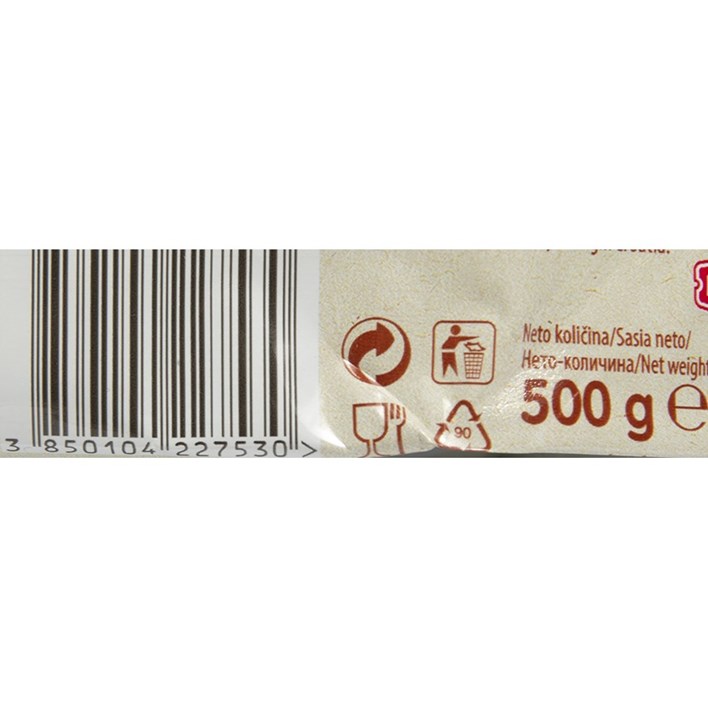 Neto količina/Sasia neto/
Нето-количина/Net weight
500 g e
90
3 850104 227530 >